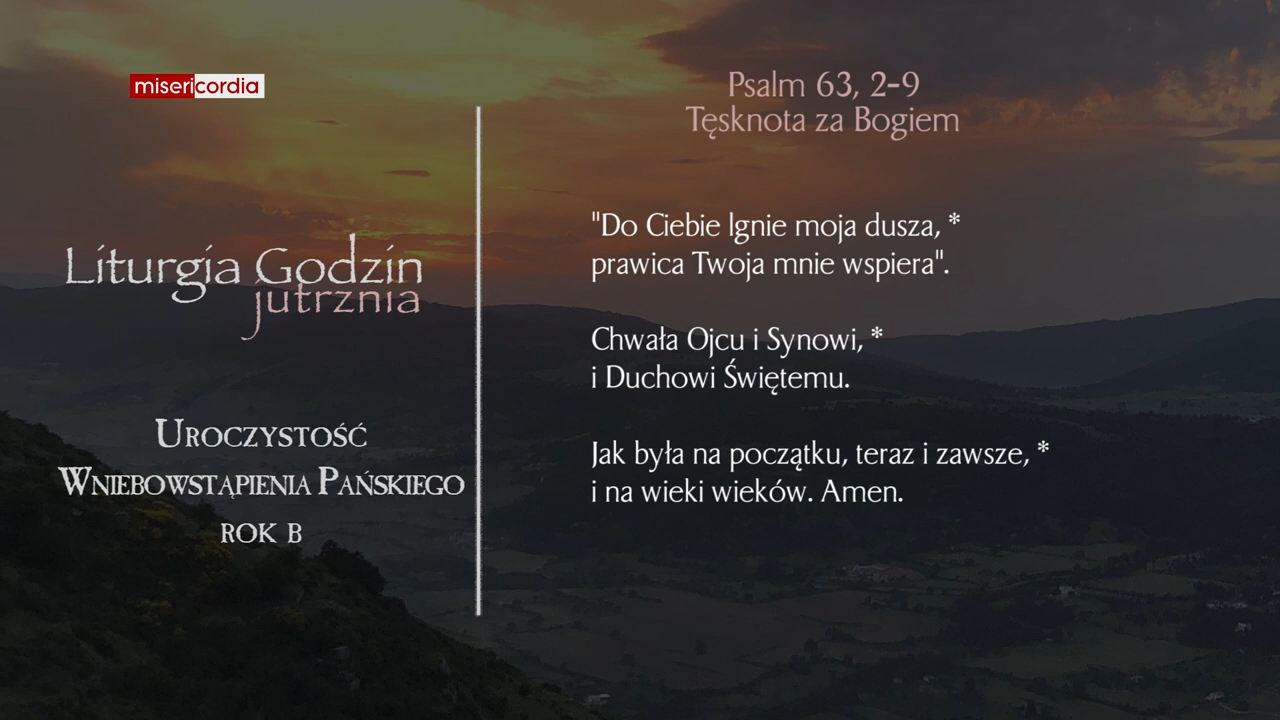 misericordia
Liturgia Godzin
jutrznia
Uroczystość
Wniebowstąpienia Pańskiego
rok B
Psalm 63, 2-9
Tęsknota za Bogiem
"Do Ciebie lgnie moja dusza, *
prawica Twoja mnie wspiera".
Chwała Ojcu i Synowi, *
i Duchowi Świętemu.
Jak była na początku, teraz i zawsze, *
i na wieki wieków. Amen.